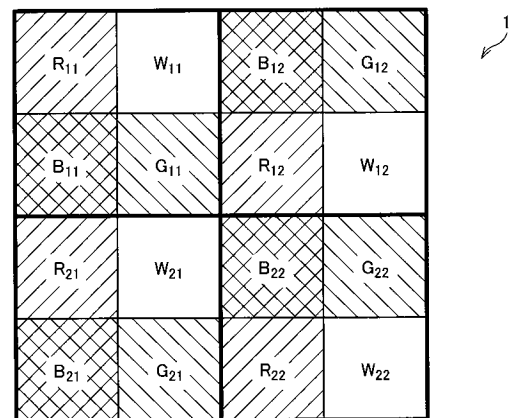 1
R₁₁ W₁₁ B₁₂ G₁₂
B₁₁ G₁₁ R₁₂ W₁₂
R₂₁ W₂₁ B₂₂ G₂₂
B₂₁ G₂₁ R₂₂ W₂₂